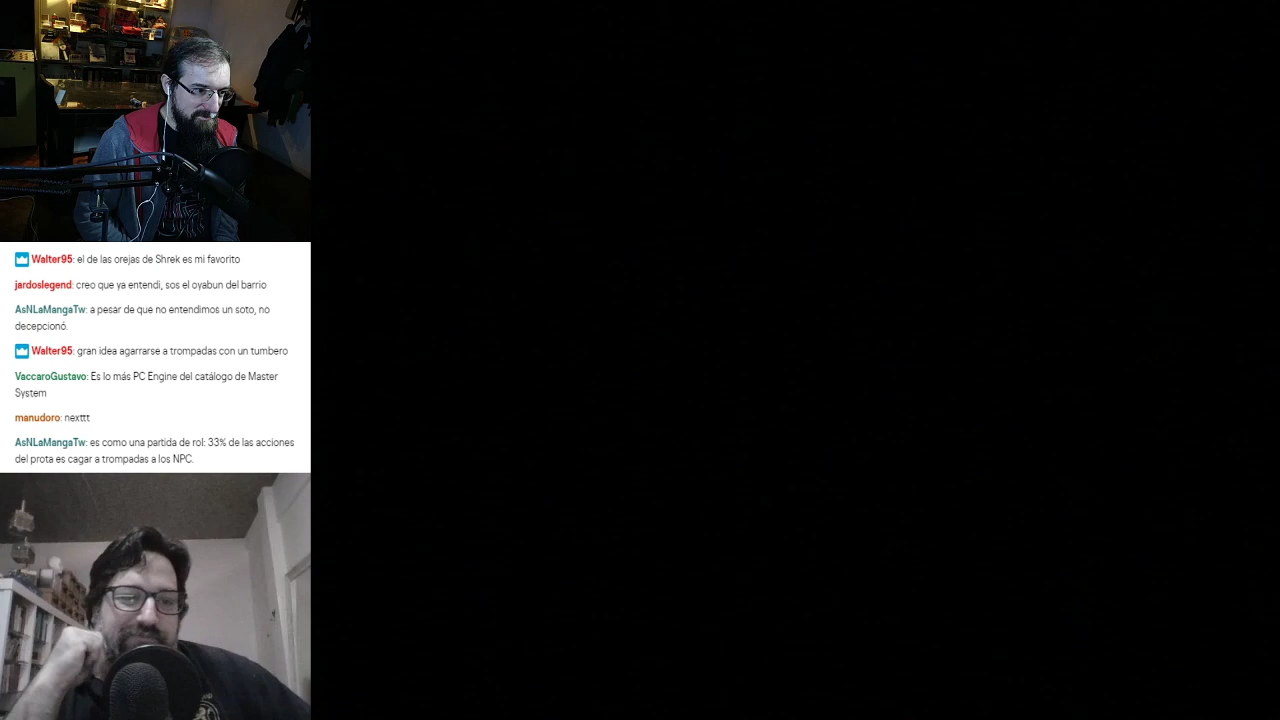 Walter95: el de las orejas de Shrek es mi favorito
jardoslegend: creo que ya entendi, sos el oyabun del barrio
AsNLaMangaTw: a pesar de que no entendimos un soto, no
decepcionó.
Walter95: gran idea agarrarse a trompadas con un tumbero
VaccaroGustavo: Es lo más PC Engine del catálogo de Master
System
manudoro: nexttt
AsNLaMangaTw: es como una partida de rol: 33% de las acciones
del prota es cagar a trompadas a los NPC.